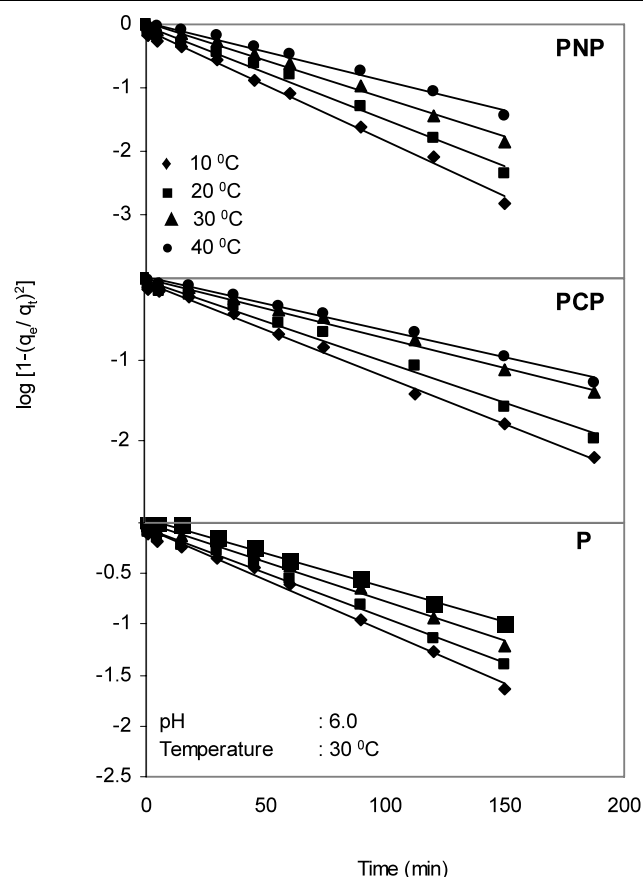 0
PNP
-1
-2
-3
10 ⁰C
20 ⁰C
30 ⁰C
40 ⁰C
log [1-(qₑ/ qₜ)²]
PCP
-1
-2
P
-0.5
-1
-1.5
-2
-2.5
pH : 6.0
Temperature : 30 ⁰C
0 50 100 150 200
Time (min)